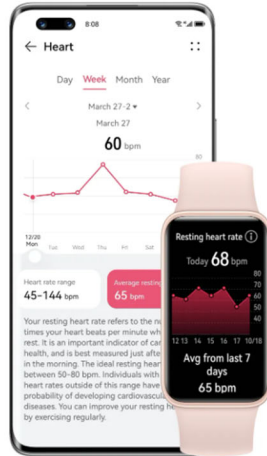 8:08
Heart
Day Week Month Year
March 27-2
March 27
60 bpm
80
12/20
Mon Tue Wed Thu Fri Sat
Heart rate range
45-144 bpm
Average resting
65 bpm
Your resting heart rate refers to the
times your heart beats per minute
rest. It is an important indicator of
health, and is best measured just
in the morning. The ideal resting
between 50-80 bpm. Individuals with
heart rates outside of this range have
probability of developing
diseases. You can improve your resting
by exercising regularly.
Resting heart rate
Today 68 bpm
80
70
60
50
40
12 13 14 15 16 17 10/18
Avg from last 7
days
65 bpm